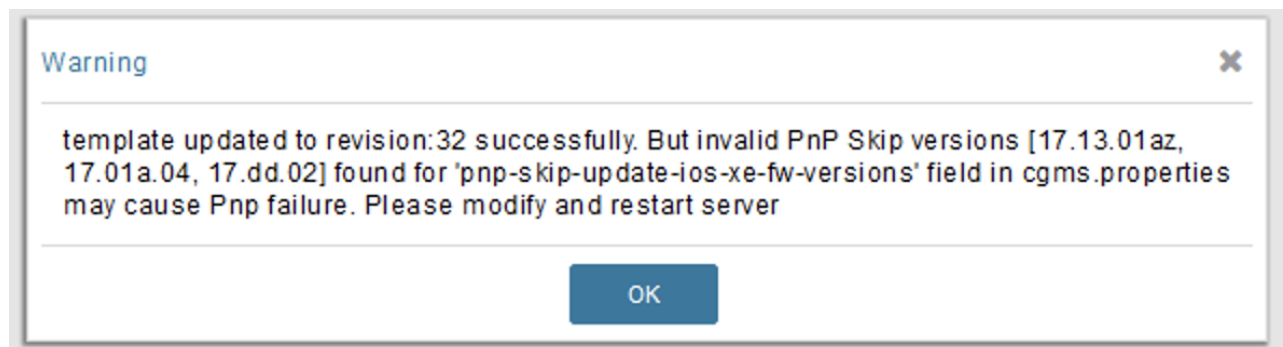 Warning
template updated to revision:32 successfully. But invalid PnP Skip versions [17.13.01az,
17.01a.04, 17.dd.02] found for 'pnp-skip-update-ios-xe-fw-versions' field in cgms.properties
may cause Pnp failure. Please modify and restart server
OK